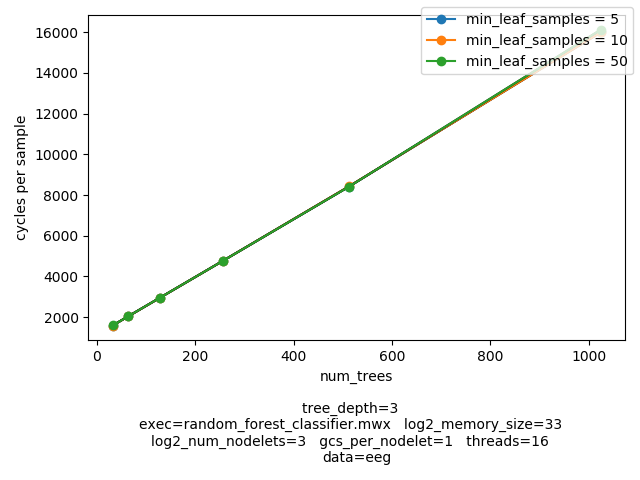 min_leaf_samples = 5
min_leaf_samples = 10
min_leaf_samples = 50
16000
14000
12000
10000
8000
6000
4000
2000
cycles per sample
0 200 400 600 800 1000
num_trees
tree_depth=3
exec=random_forest_classifier.mwx log2_memory_size=33
log2_num_nodelets=3 gcs_per_nodelet=1 threads=16
data=eeg